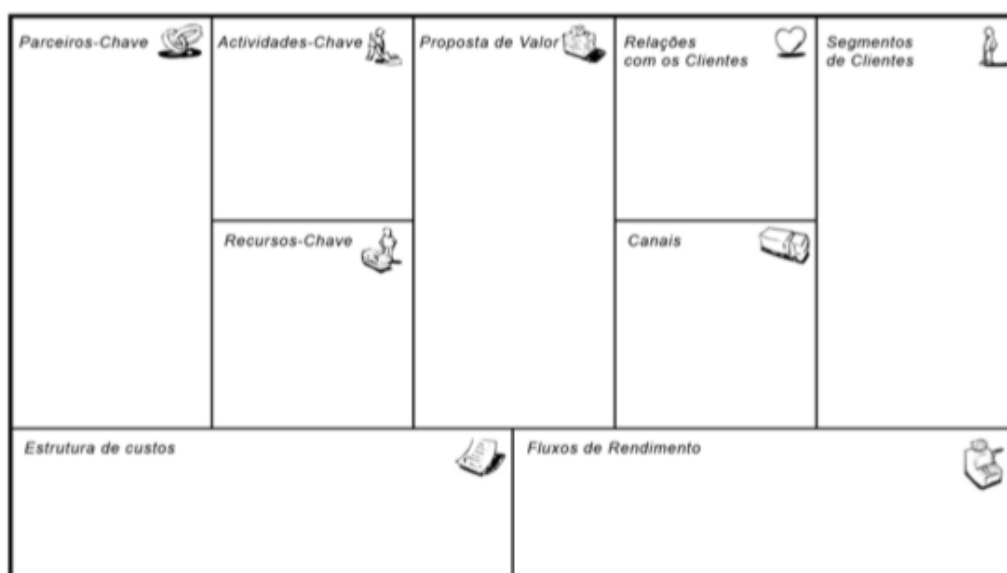 Parceiros-Chave
Actividades-Chave
Proposta de Valor
Relações
com os Clientes
Segmentos
de Clientes
Recursos-Chave
Canais
Estrutura de custos
Fluxos de Rendimento